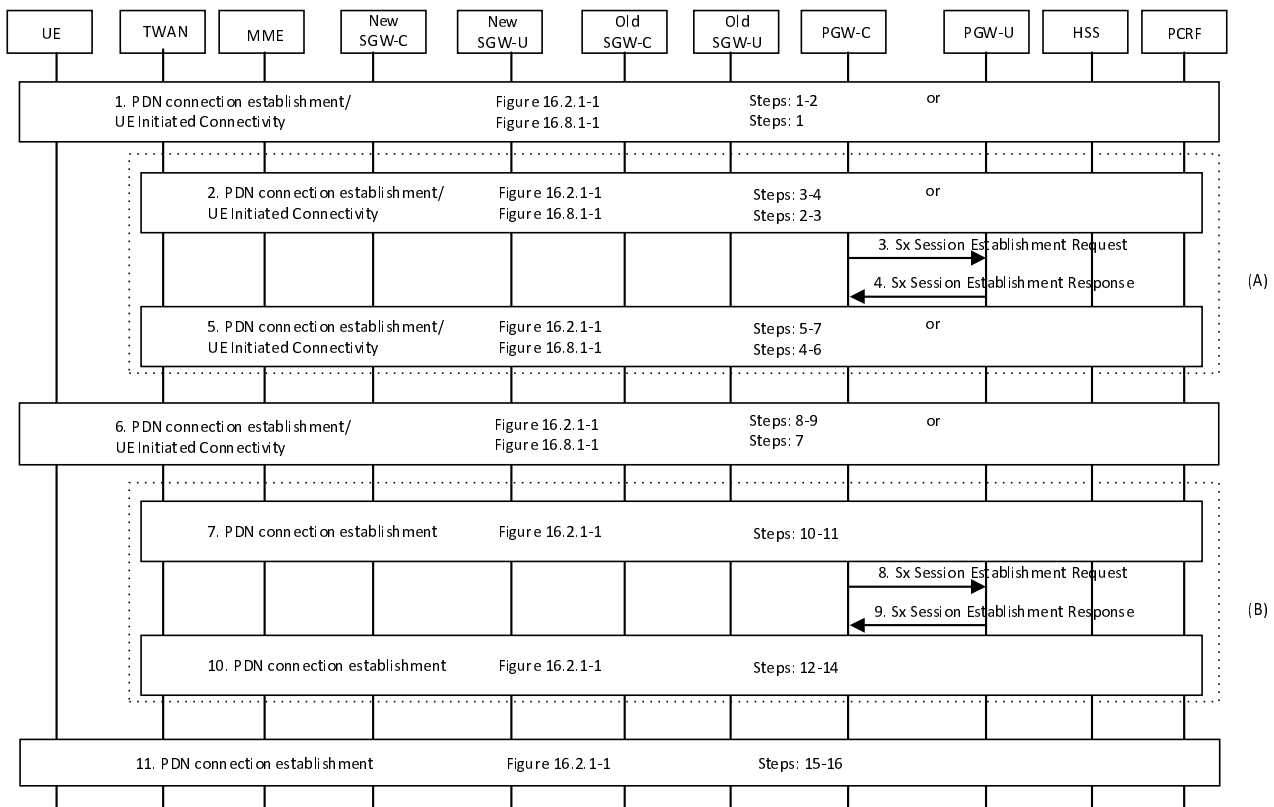 UE
TWAN
MME
New
SGW-C
New
SGW-U
Old
SGW-C
Old
SGW-U
PGW-C
PGW-U
HSS
PCRF
1. PDN connection establishment/
UE Initiated Connectivity
Figure 16.2.1-1
Figure 16.8.1-1
Steps: 1-2
Steps: 1
or
2. PDN connection establishment/
UE Initiated Connectivity
Figure 16.2.1-1
Figure 16.8.1-1
Steps: 3-4
Steps: 2-3
or
3. Sx Session Establishment Request
4. Sx Session Establishment Response
(A)
5. PDN connection establishment/
UE Initiated Connectivity
Figure 16.2.1-1
Figure 16.8.1-1
Steps: 5-7
Steps: 4-6
or
6. PDN connection establishment/
UE Initiated Connectivity
Figure 16.2.1-1
Figure 16.8.1-1
Steps: 8-9
Steps: 7
or
7. PDN connection establishment
Figure 16.2.1-1
Steps: 10-11
8. Sx Session Establishment Request
9. Sx Session Establishment Response
(B)
10. PDN connection establishment
Figure 16.2.1-1
Steps: 12-14
11. PDN connection establishment
Figure 16.2.1-1
Steps: 15-16